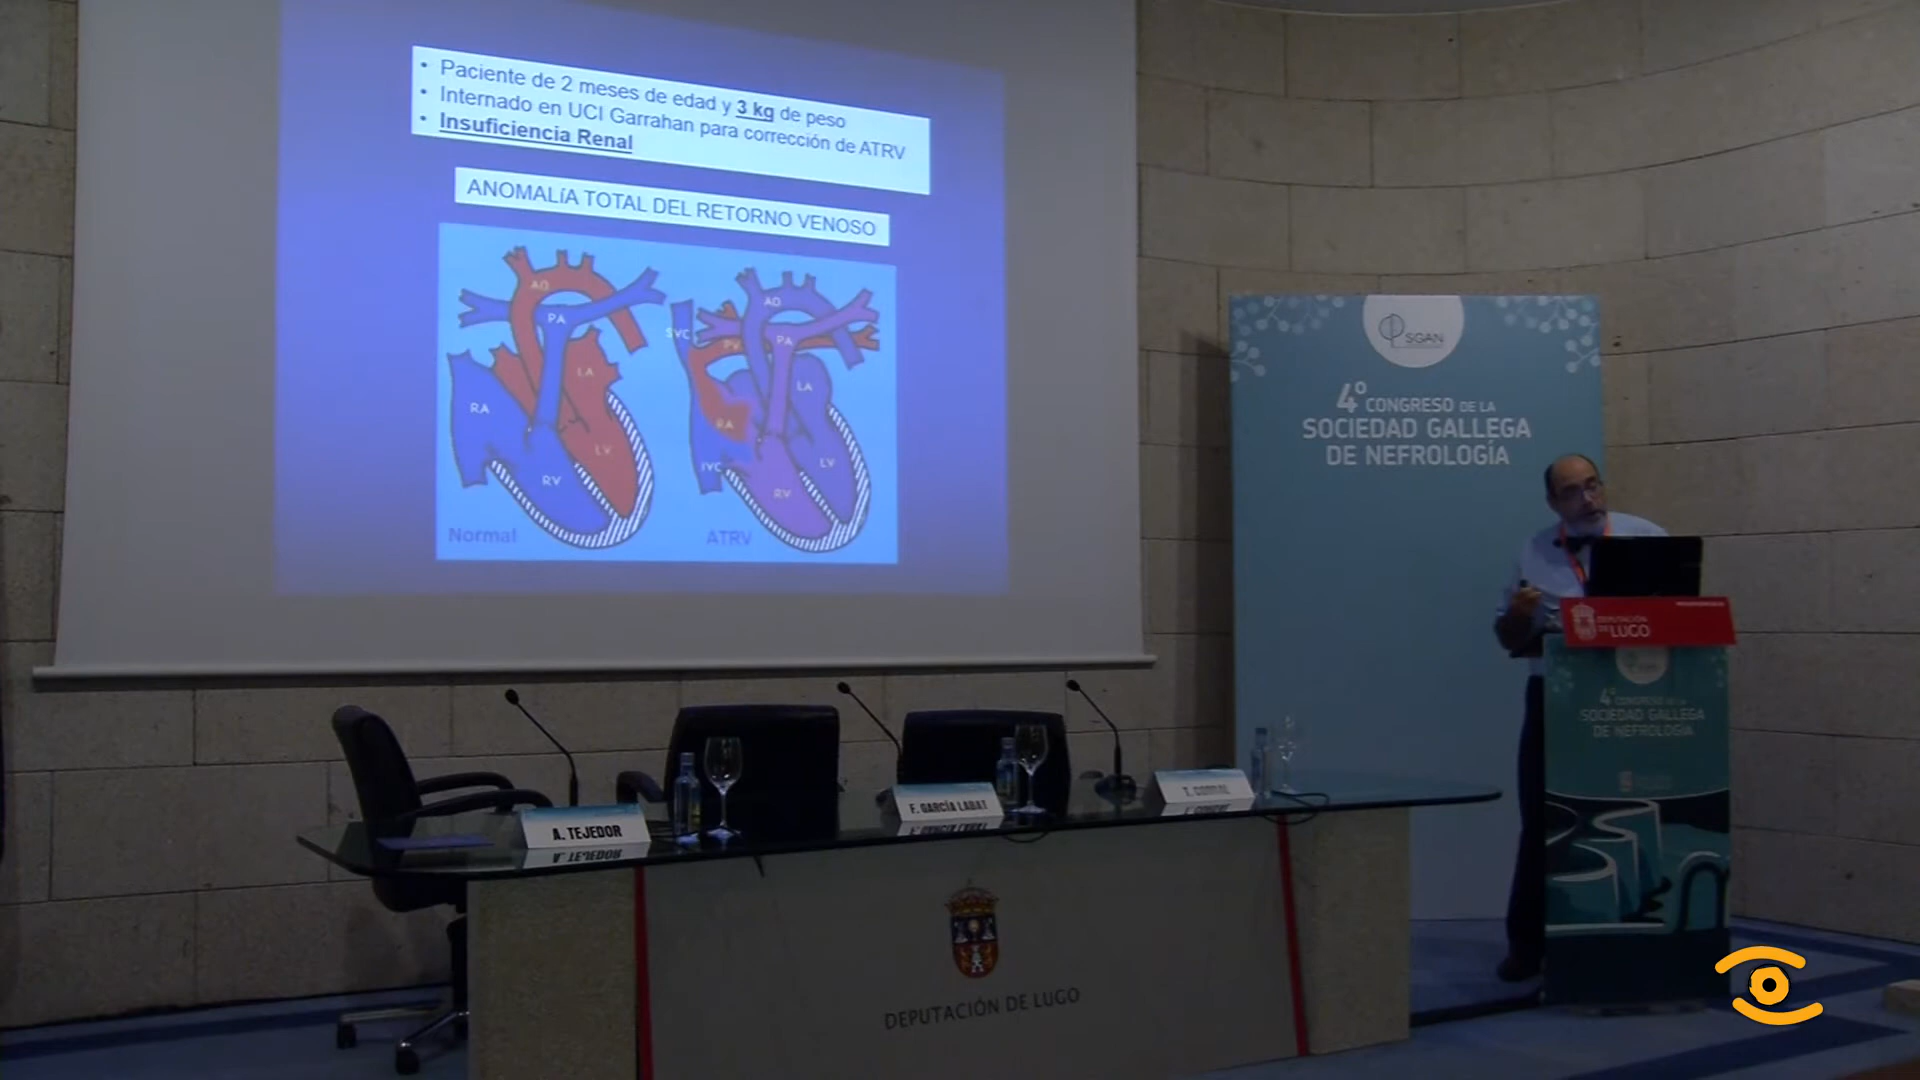 • Paciente de 2 meses de edad y 3 kg de peso
• Internado en UCI Garrahan para corrección de ATRV
• Insuficiencia Renal
ANOMALíA TOTAL DEL RETORNO VENOSO
AO
PA
LA
RA
LV
RV
Normal
AO
SVC
PV
PA
LA
RA
IVC
LV
RV
ATRV
SGAN
4º CONGRESO DE LA
SOCIEDAD GALLEGA
DE NEFROLOGÍA
DEPUTACIÓN
DE LUGO
4º CONGRESO DE LA
SOCIEDAD GALLEGA
DE NEFROLOGÍA
A. TEJEDOR
F. GARCÍA LABAT
DEPUTACIÓN DE LUGO